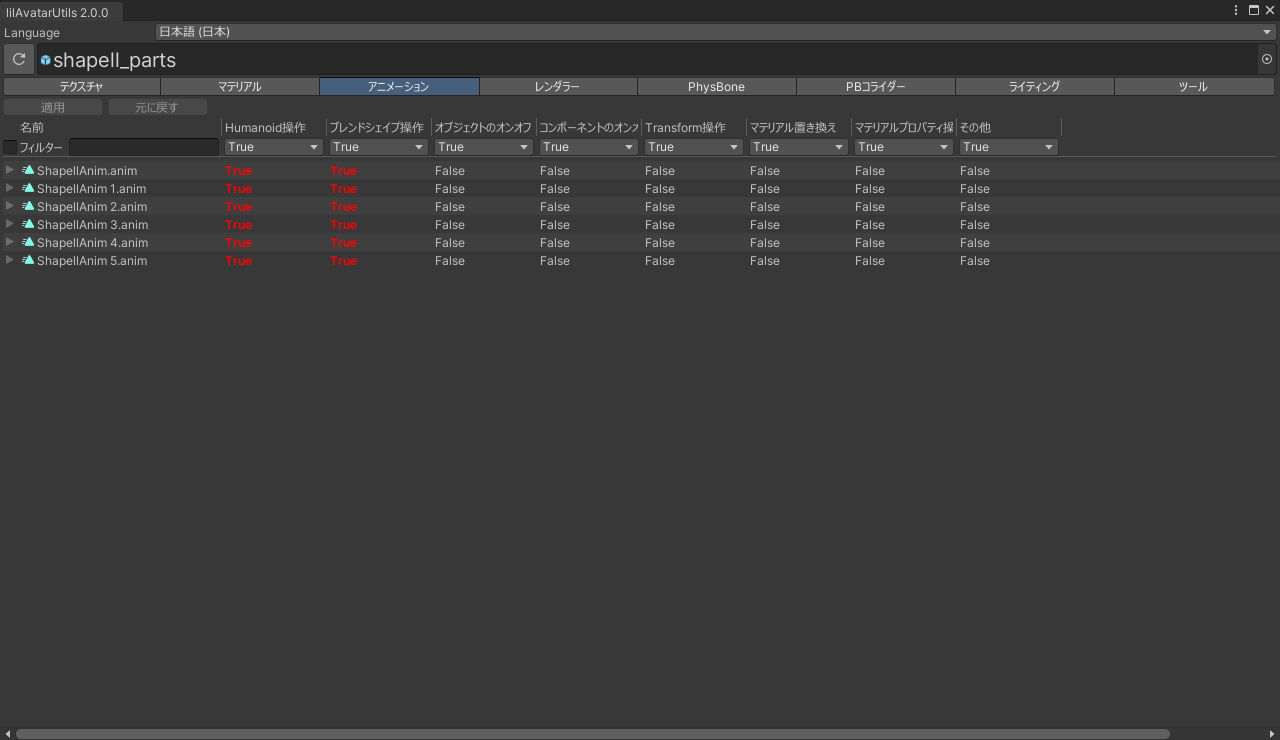 lilAvatarUtils 2.0.0
Language 日本語 (日本)
shapell_parts
テクスチャ マテリアル アニメーション レンダラー PhysBone PBコライダー ライティング ツール
適用 元に戻す
名前 Humanoid操作 ブレンドシェイプ操作 オブジェクトのオンオフ コンポーネントのオンオ Transform操作 マテリアル置き換え マテリアルプロパティ操 その他
フィルター True True True True True True True True
ShapellAnim.anim True True False False False False False False
ShapellAnim 1.anim True True False False False False False False
ShapellAnim 2.anim True True False False False False False False
ShapellAnim 3.anim True True False False False False False False
ShapellAnim 4.anim True True False False False False False False
ShapellAnim 5.anim True True False False False False False False